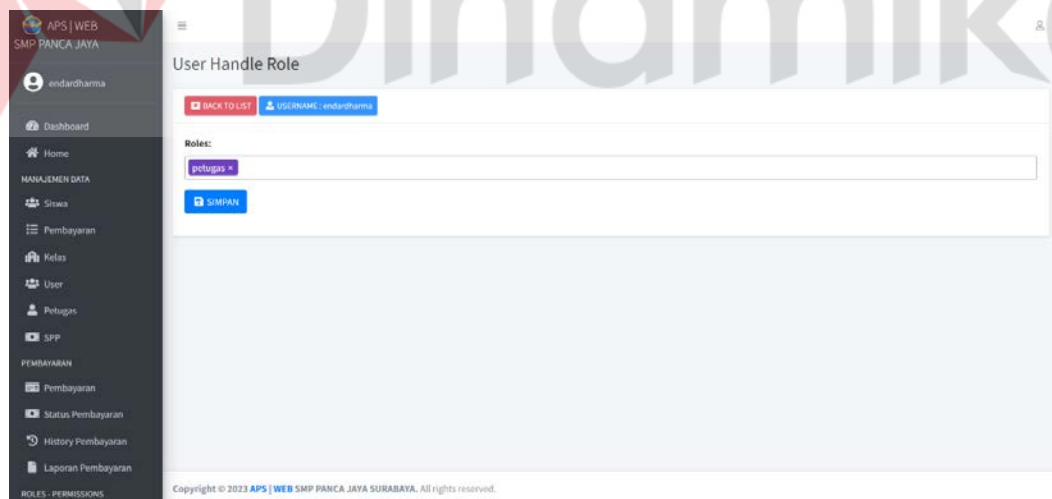 Dinamik
APS | WEB
SMP PANCA JAYA
endardharma
Dashboard
Home
MANAJEMEN DATA
Siswa
Pembayaran
Kelas
User
Petugas
SPP
PEMBAYARAN
Pembayaran
Status Pembayaran
History Pembayaran
Laporan Pembayaran
ROLES - PERMISSIONS
User Handle Role
BACK TO LIST
USERNAME : endardharma
Roles:
petugas ×
SIMPAN
Copyright © 2023 APS | WEB SMP PANCA JAYA SURABAYA. All rights reserved.